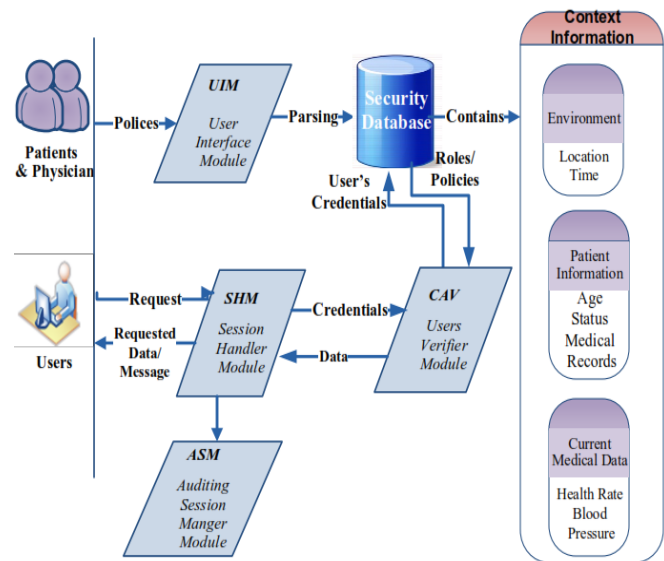 Context
Information
UIM
User
Interface
Module
Polices
Parsing
Security
Database
Contains
Patients
& Physician
Environment
Location
Time
Roles/
Policies
User's
Credentials
Patient
Information
Age
Status
Medical
Records
Request
SHM
Session
Handler
Module
Credentials
CAV
Users
Verifier
Module
Requested
Data/
Message
Data
Users
ASM
Auditing
Session
Manger
Module
Current
Medical Data
Health Rate
Blood
Pressure